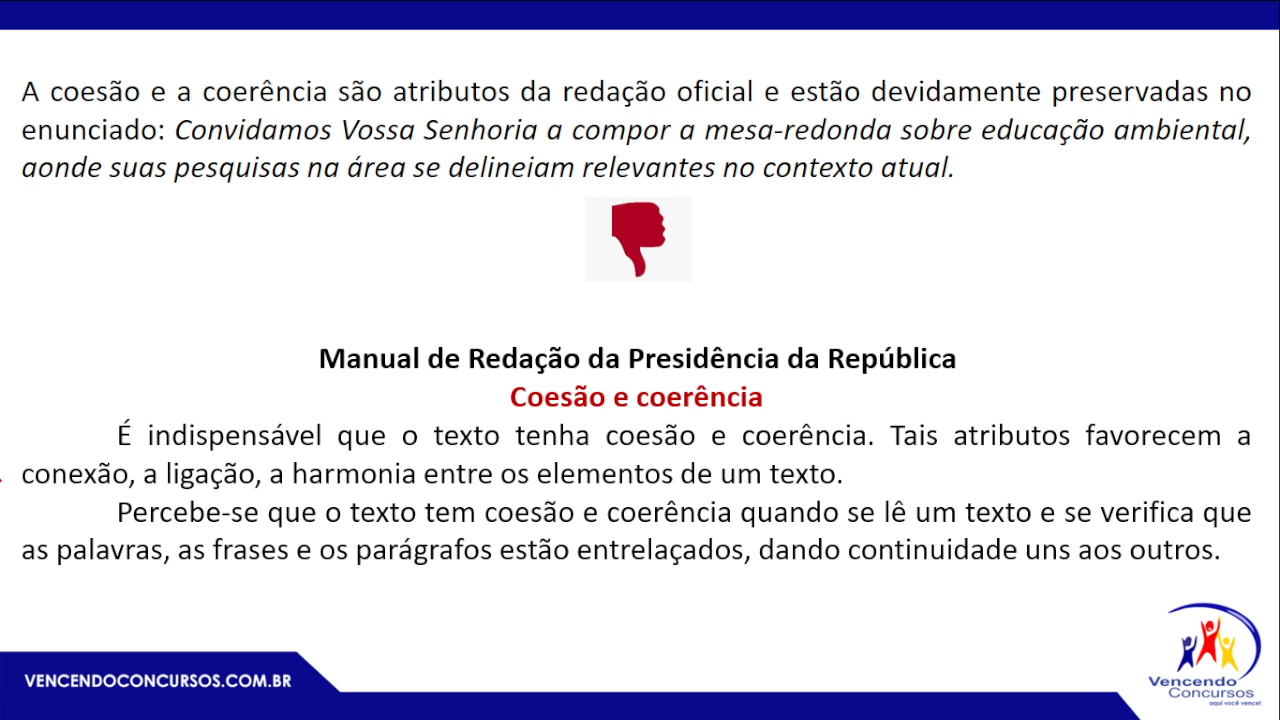 A coesão e a coerência são atributos da redação oficial e estão devidamente preservadas no
enunciado: Convidamos Vossa Senhoria a compor a mesa-redonda sobre educação ambiental,
aonde suas pesquisas na área se delineiam relevantes no contexto atual.
Manual de Redação da Presidência da República
Coesão e coerência
É indispensável que o texto tenha coesão e coerência. Tais atributos favorecem a
conexão, a ligação, a harmonia entre os elementos de um texto.
Percebe-se que o texto tem coesão e coerência quando se lê um texto e se verifica que
as palavras, as frases e os parágrafos estão entrelaçados, dando continuidade uns aos outros.
VENCENDOCONCURSOS.COM.BR
Vencendo
Concursos
aqui você vence!